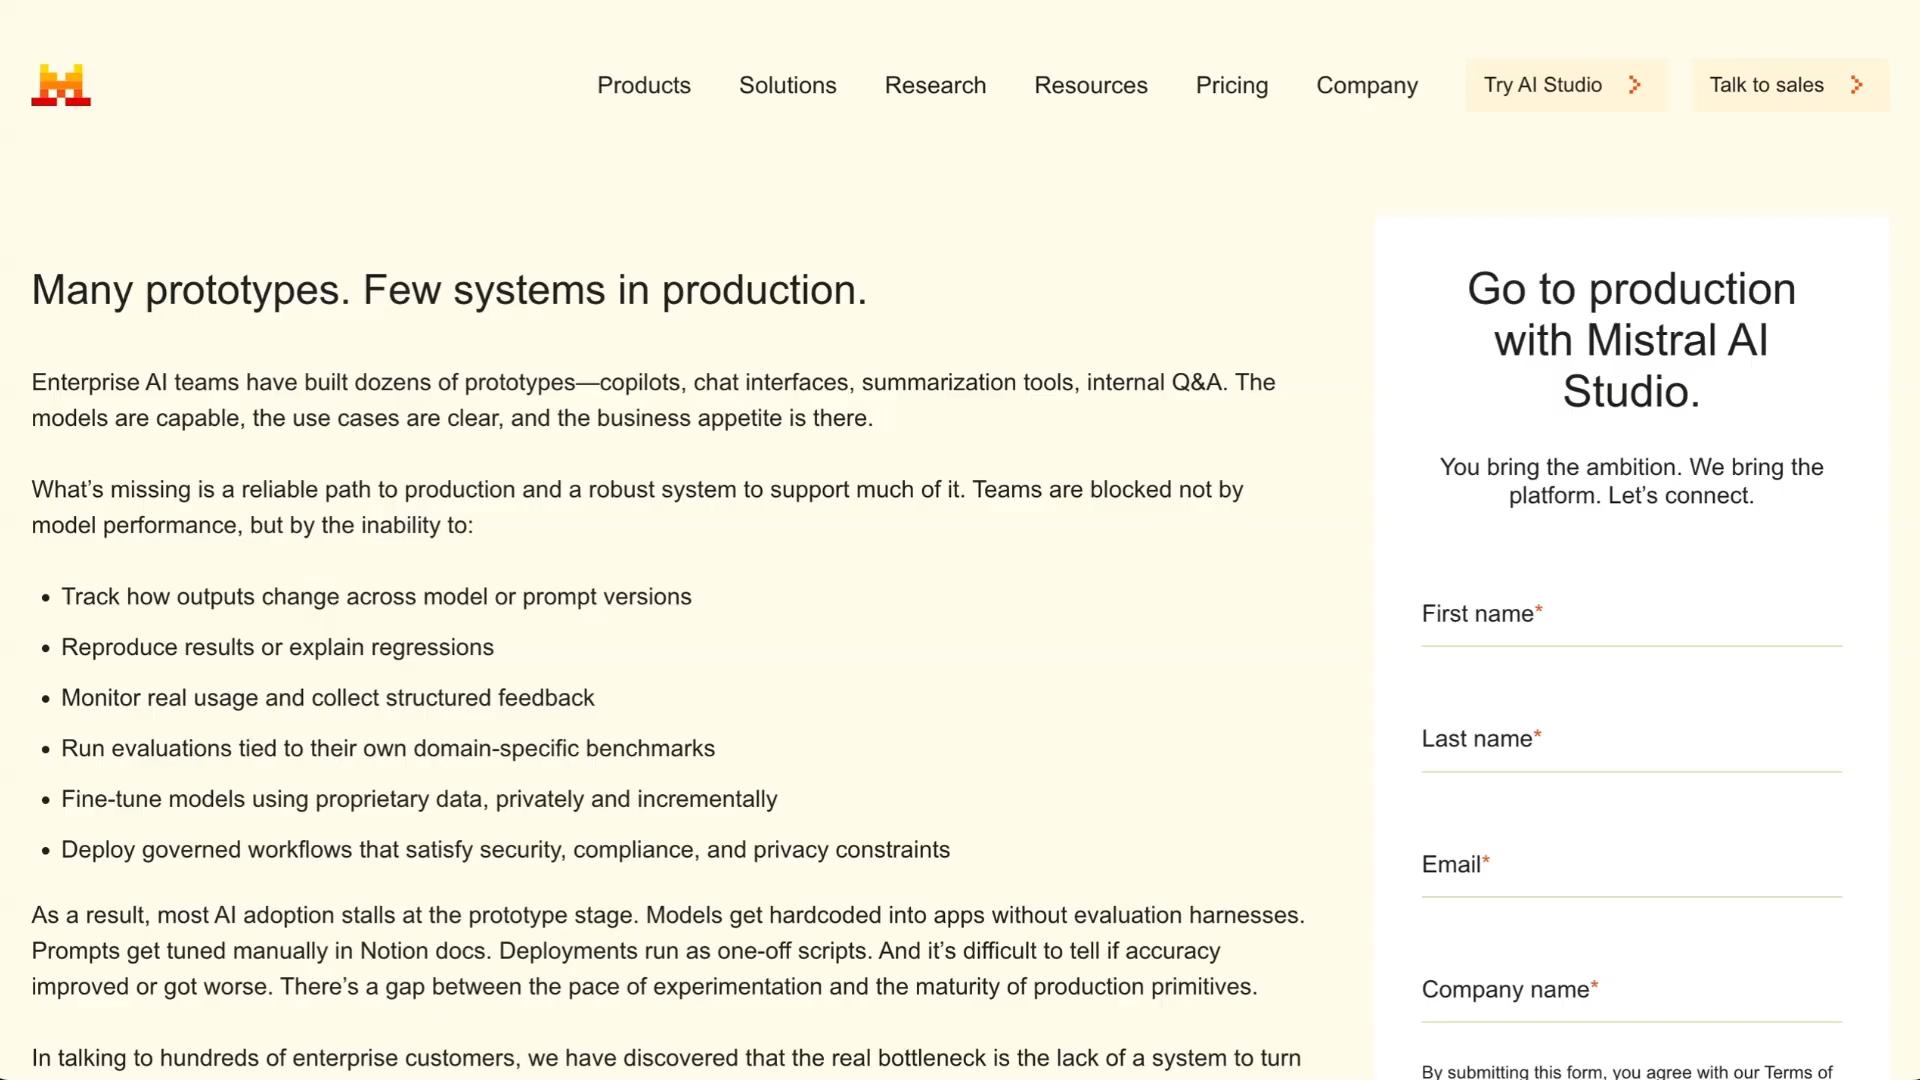 Products
Solutions
Research
Resources
Pricing
Company
Try AI Studio
Talk to sales
Many prototypes. Few systems in production.
Enterprise AI teams have built dozens of prototypes—copilots, chat interfaces, summarization tools, internal Q&A. The
models are capable, the use cases are clear, and the business appetite is there.
What’s missing is a reliable path to production and a robust system to support much of it. Teams are blocked not by
model performance, but by the inability to:
• Track how outputs change across model or prompt versions
• Reproduce results or explain regressions
• Monitor real usage and collect structured feedback
• Run evaluations tied to their own domain-specific benchmarks
• Fine-tune models using proprietary data, privately and incrementally
• Deploy governed workflows that satisfy security, compliance, and privacy constraints
As a result, most AI adoption stalls at the prototype stage. Models get hardcoded into apps without evaluation harnesses.
Prompts get tuned manually in Notion docs. Deployments run as one-off scripts. And it’s difficult to tell if accuracy
improved or got worse. There’s a gap between the pace of experimentation and the maturity of production primitives.
In talking to hundreds of enterprise customers, we have discovered that the real bottleneck is the lack of a system to turn
Go to production
with Mistral AI
Studio.
You bring the ambition. We bring the
platform. Let’s connect.
First name*
Last name*
Email*
Company name*
By submitting this form, you agree with our Terms of